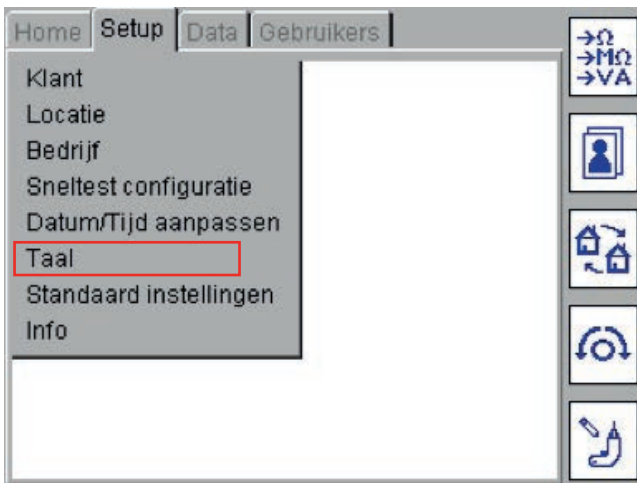 Home Setup Data Gebruikers
Klant
Locatie
Bedrijf
Sneltest configuratie
Datum/Tijd aanpassen
Taal
Standaard instellingen
Info
→Ω
→MΩ
→VA